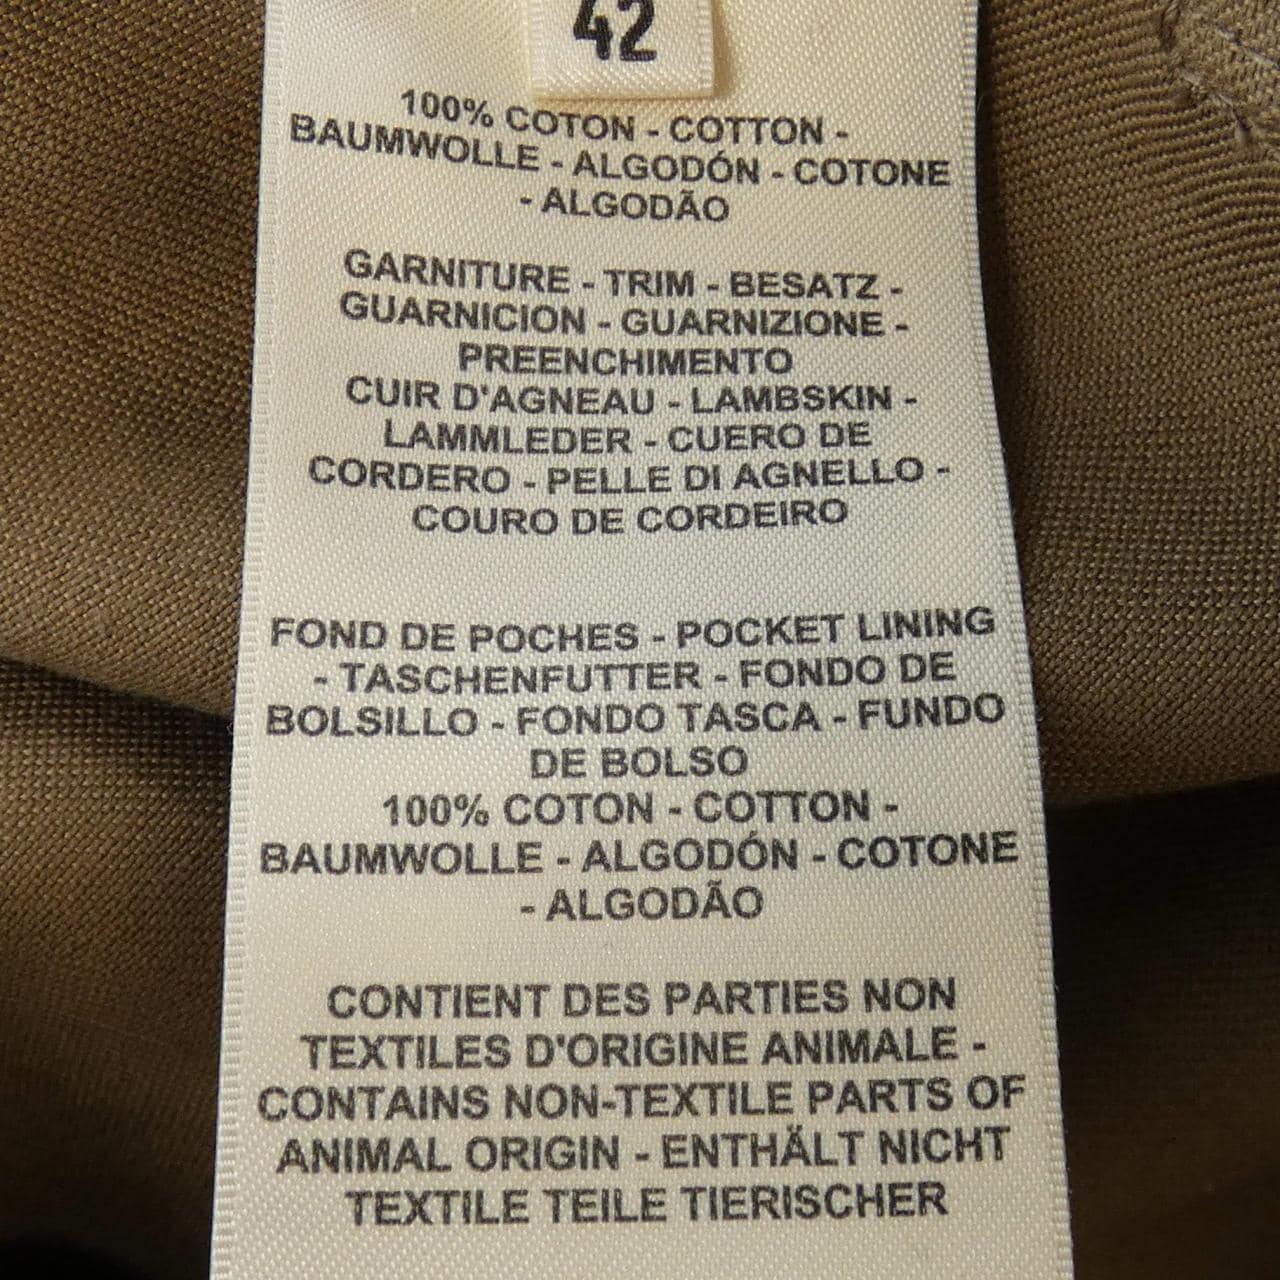 42
100% COTON - COTTON -
BAUMWOLLE - ALGODÓN - COTONE
- ALGODÃO
GARNITURE - TRIM - BESATZ -
GUARNICION - GUARNIZIONE -
PREENCHIMENTO
CUIR D'AGNEAU - LAMBSKIN -
LAMMLEDER - CUERO DE
CORDERO - PELLE DI AGNELLO -
COURO DE CORDEIRO
FOND DE POCHES - POCKET LINING
- TASCHENFUTTER - FONDO DE
BOLSILLO - FONDO TASCA - FUNDO
DE BOLSO
100% COTON - COTTON -
BAUMWOLLE - ALGODÓN - COTONE
- ALGODÃO
CONTIENT DES PARTIES NON
TEXTILES D'ORIGINE ANIMALE -
CONTAINS NON-TEXTILE PARTS OF
ANIMAL ORIGIN - ENTHÄLT NICHT
TEXTILE TEILE TIERISCHER